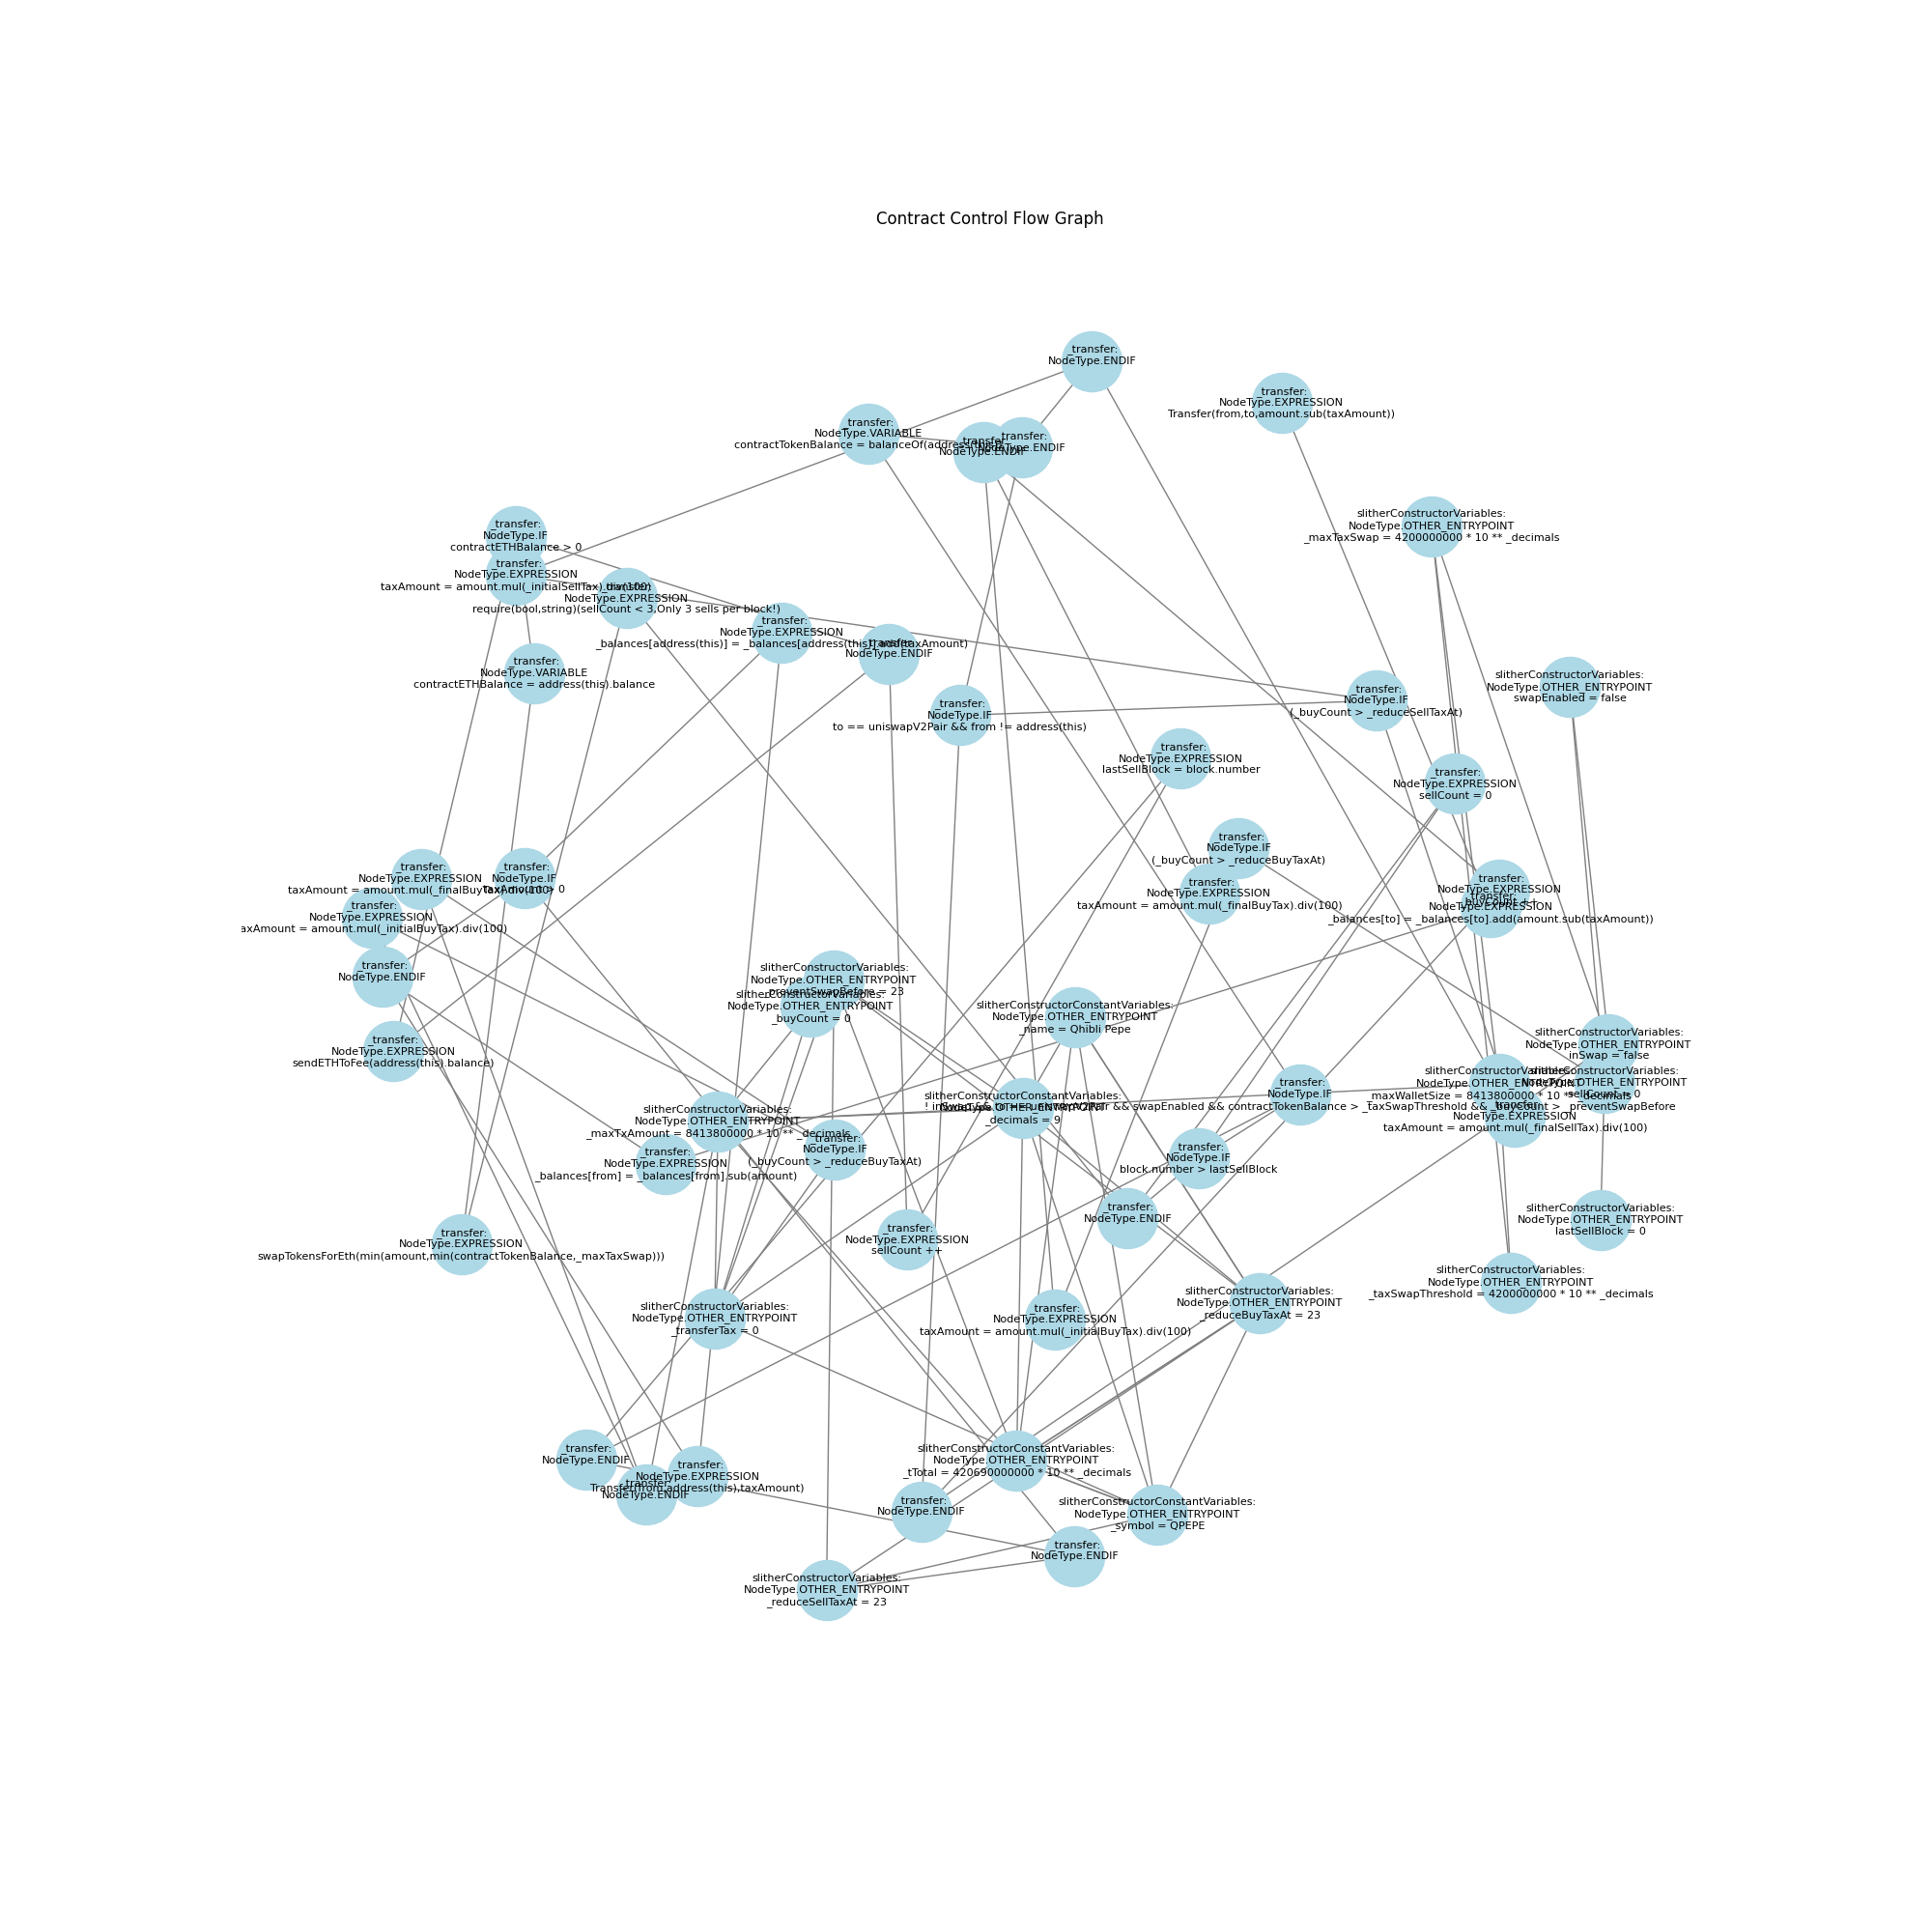 Contract Control Flow Graph
_transfer:
NodeType.ENDIF
_transfer:
NodeType.EXPRESSION
Transfer(from,to,amount.sub(taxAmount))
_transfer:
NodeType.VARIABLE
contractTokenBalance = balanceOf(address(this))
_transfer:
NodeType.ENDIF
_transfer:
NodeType.ENDIF
slitherConstructorVariables:
NodeType.OTHER_ENTRYPOINT
_maxTaxSwap = 4200000000 * 10 ** _decimals
_transfer:
NodeType.IF
contractETHBalance > 0
_transfer:
NodeType.EXPRESSION
taxAmount = amount.mul(_initialSellTax).div(100)
_transfer:
NodeType.EXPRESSION
require(bool,string)(sellCount < 3,Only 3 sells per block!)
_transfer:
NodeType.EXPRESSION
_balances[address(this)] = _balances[address(this)].add(taxAmount)
_transfer:
NodeType.ENDIF
_transfer:
NodeType.VARIABLE
contractETHBalance = address(this).balance
_transfer:
NodeType.IF
to == uniswapV2Pair && from != address(this)
_transfer:
NodeType.IF
(_buyCount > _reduceSellTaxAt)
slitherConstructorVariables:
NodeType.OTHER_ENTRYPOINT
swapEnabled = false
_transfer:
NodeType.EXPRESSION
lastSellBlock = block.number
_transfer:
NodeType.EXPRESSION
sellCount = 0
_transfer:
NodeType.IF
(_buyCount > _reduceBuyTaxAt)
_transfer:
NodeType.EXPRESSION
taxAmount = amount.mul(_finalBuyTax).div(100)
_transfer:
NodeType.IF
taxAmount > 0
_transfer:
NodeType.EXPRESSION
taxAmount = amount.mul(_finalBuyTax).div(100)
_transfer:
NodeType.EXPRESSION
_buyCount ++
_transfer:
NodeType.EXPRESSION
_balances[to] = _balances[to].add(amount.sub(taxAmount))
_transfer:
NodeType.EXPRESSION
axAmount = amount.mul(_initialBuyTax).div(100)
_transfer:
NodeType.ENDIF
slitherConstructorVariables:
NodeType.OTHER_ENTRYPOINT
_preventSwapBefore = 23
slitherConstructorVariables:
NodeType.OTHER_ENTRYPOINT
_buyCount = 0
slitherConstructorConstantVariables:
NodeType.OTHER_ENTRYPOINT
_name = Qhibli Pepe
_transfer:
NodeType.EXPRESSION
sendETHToFee(address(this).balance)
slitherConstructorVariables:
NodeType.OTHER_ENTRYPOINT
inSwap = false
slitherConstructorVariables:
NodeType.OTHER_ENTRYPOINT
_maxWalletSize = 8413800000 * 10 ** _decimals
slitherConstructorVariables:
NodeType.OTHER_ENTRYPOINT
sellCount = 0
_transfer:
NodeType.IF
! inSwap && to == uniswapV2Pair && swapEnabled && contractTokenBalance > _taxSwapThreshold && _buyCount > _preventSwapBefore
slitherConstructorConstantVariables:
NodeType.OTHER_ENTRYPOINT
_decimals = 9
_transfer:
NodeType.EXPRESSION
taxAmount = amount.mul(_finalSellTax).div(100)
slitherConstructorVariables:
NodeType.OTHER_ENTRYPOINT
_maxTxAmount = 8413800000 * 10 ** _decimals
_transfer:
NodeType.IF
(_buyCount > _reduceBuyTaxAt)
_transfer:
NodeType.EXPRESSION
_balances[from] = _balances[from].sub(amount)
_transfer:
NodeType.IF
block.number > lastSellBlock
_transfer:
NodeType.ENDIF
slitherConstructorVariables:
NodeType.OTHER_ENTRYPOINT
lastSellBlock = 0
_transfer:
NodeType.EXPRESSION
swapTokensForEth(min(amount,min(contractTokenBalance,_maxTaxSwap)))
_transfer:
NodeType.EXPRESSION
sellCount ++
slitherConstructorVariables:
NodeType.OTHER_ENTRYPOINT
_taxSwapThreshold = 4200000000 * 10 ** _decimals
slitherConstructorVariables:
NodeType.OTHER_ENTRYPOINT
_reduceBuyTaxAt = 23
slitherConstructorVariables:
NodeType.OTHER_ENTRYPOINT
_transferTax = 0
_transfer:
NodeType.EXPRESSION
taxAmount = amount.mul(_initialBuyTax).div(100)
_transfer:
NodeType.ENDIF
slitherConstructorConstantVariables:
NodeType.OTHER_ENTRYPOINT
_tTotal = 420690000000 * 10 ** _decimals
_transfer:
NodeType.EXPRESSION
Transfer(from,address(this),taxAmount)
_transfer:
NodeType.ENDIF
_transfer:
NodeType.ENDIF
slitherConstructorConstantVariables:
NodeType.OTHER_ENTRYPOINT
_symbol = QPEPE
_transfer:
NodeType.ENDIF
slitherConstructorVariables:
NodeType.OTHER_ENTRYPOINT
_reduceSellTaxAt = 23